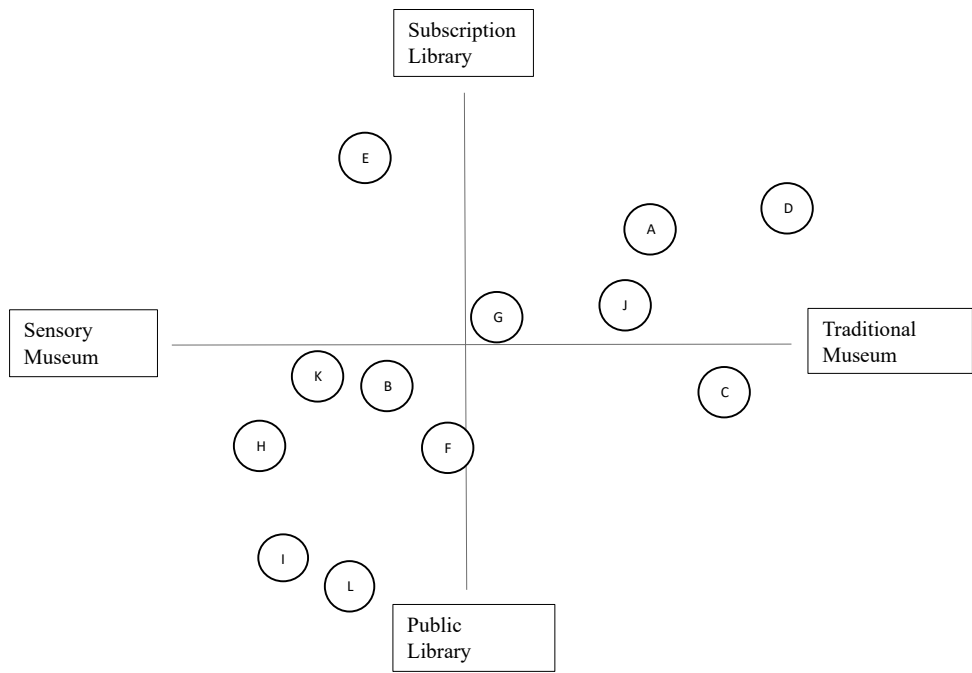 Subscription
Library
E
D
A
J
G
Sensory
Museum
Traditional
Museum
K
B
C
H
F
I
L
Public
Library